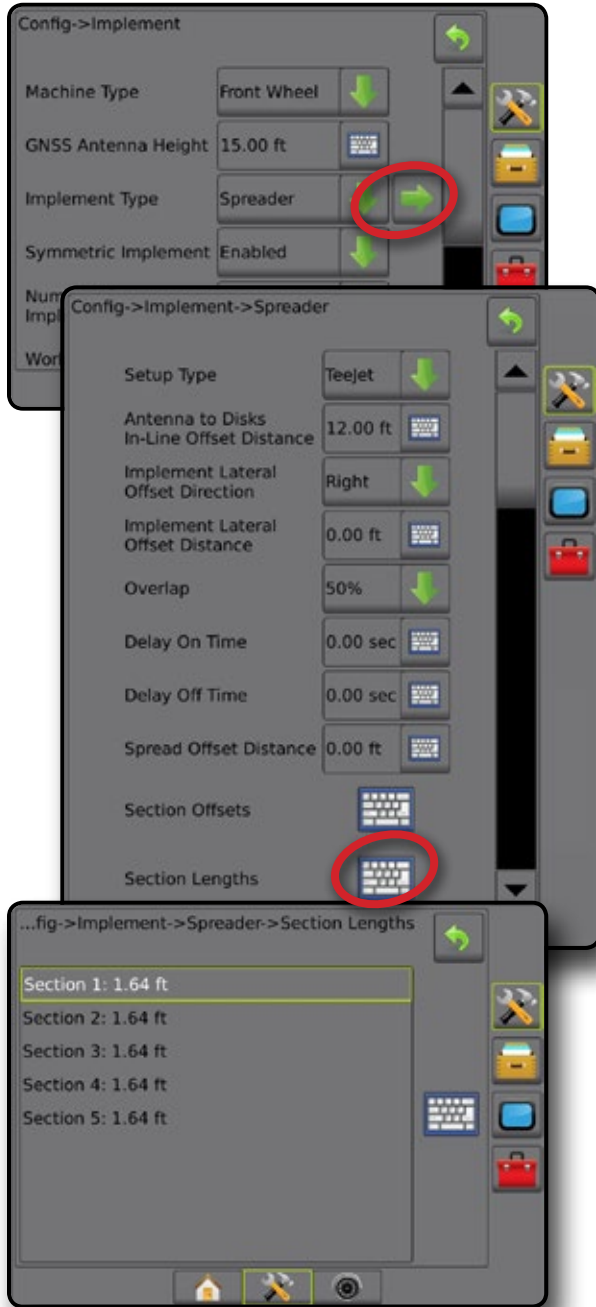 Config->Implement
Machine Type Front Wheel
GNSS Antenna Height 15.00 ft
Implement Type Spreader
Symmetric Implement Enabled
Config->Implement->Spreader
Setup Type TeeJet
Antenna to Disks
In-Line Offset Distance 12.00 ft
Implement Lateral
Offset Direction Right
Implement Lateral
Offset Distance 0.00 ft
Overlap 50%
Delay On Time 0.00 sec
Delay Off Time 0.00 sec
Spread Offset Distance 0.00 ft
Section Offsets
Section Lengths
...fig->Implement->Spreader->Section Lengths
Section 1: 1.64 ft
Section 2: 1.64 ft
Section 3: 1.64 ft
Section 4: 1.64 ft
Section 5: 1.64 ft